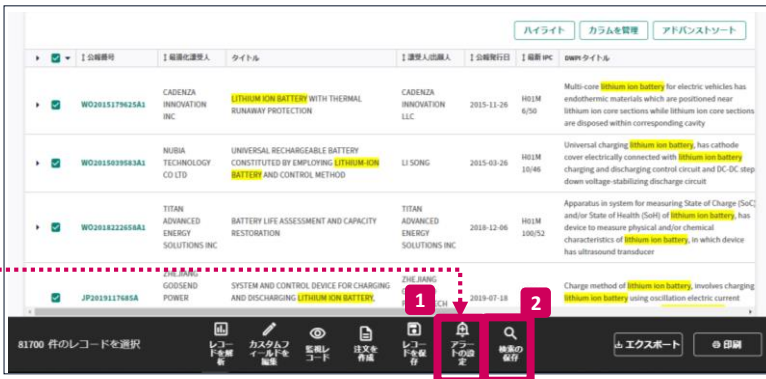 ハイライト カラムを管理 アドバンストソート
公報番号 最適化譲受人 タイトル 譲受人/出願人 公報発行日 最新 IPC DWPI タイトル
CADENZA INNOVATION INC
WO2015179625A1
LITHIUM ION BATTERY WITH THERMAL
RUNAWAY PROTECTION
CADENZA
INNOVATION
LLC
2015-11-26
H01M
6/50
Multi-core lithium ion battery for electric vehicles has
endothermic materials which are positioned near
lithium ion core sections while lithium ion core sections
are disposed within corresponding cavity
WO2015039583A1
NUBIA
TECHNOLOGY
CO LTD
UNIVERSAL RECHARGEABLE BATTERY
CONSTITUTED BY EMPLOYING LITHIUM-ION
BATTERY AND CONTROL METHOD
LI SONG
2015-03-26
H01M
10/46
Universal charging lithium ion battery, has cathode
cover electrically connected with lithium ion battery
charging and discharging control circuit and DC-DC step
down voltage-stabilizing discharge circuit
WO2018222658A1
TITAN
ADVANCED
ENERGY
SOLUTIONS INC
BATTERY LIFE ASSESSMENT AND CAPACITY
RESTORATION
TITAN
ADVANCED
ENERGY
SOLUTIONS INC
2018-12-06
H01M
100/52
Apparatus in system for measuring State of Charge (SoC)
and/or State of Health (SoH) of lithium ion battery, has
device to measure physical and/or chemical
characteristics of lithium ion battery, in which device
has ultrasound transducer
JP2019117685A
ZHEJIANG
GODSEND
POWER
SYSTEM AND CONTROL DEVICE FOR CHARGING
AND DISCHARGING LITHIUM ION BATTERY,
ZHEJIANG
2019-07-18
Charge method of lithium ion battery, involves charging
lithium ion battery using oscillation electric current
1 2
81700 件のレコードを選択
レコードを解析
カスタムフィールドを編集
監視レコード
注文を作成
レコードを保存
アラートの設定
検索の保存
エクスポート
印刷